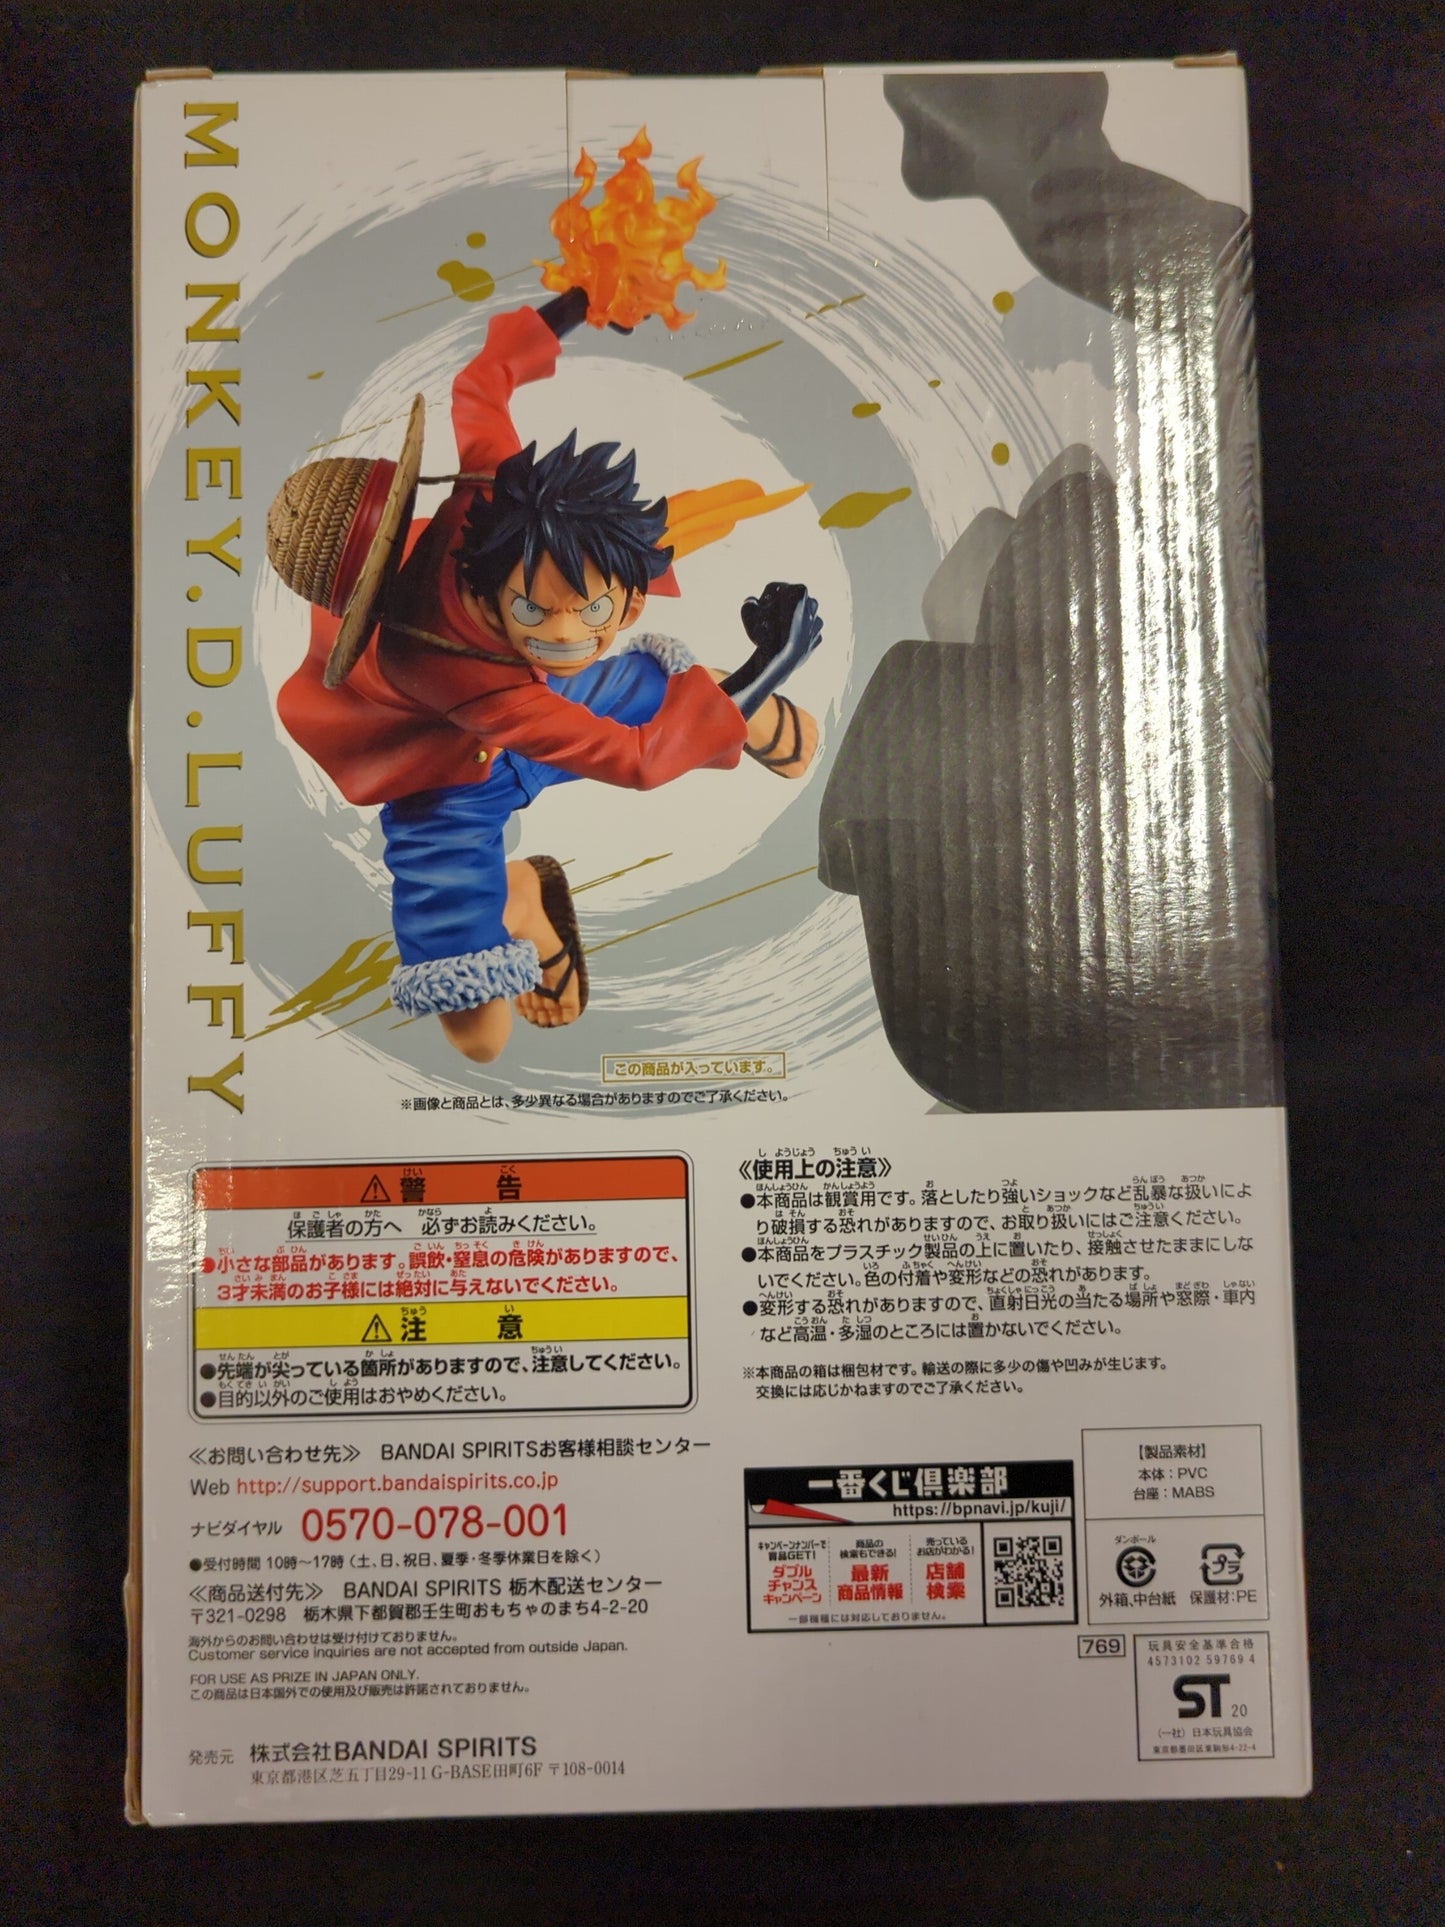 MONKEY.D.LUFFY
この商品が入っています。
※画像と商品とは、多少異なる場合がありますのでご了承ください。
警告
保護者の方へ 必ずお読みください。
●小さな部品があります。誤飲・窒息の危険がありますので、
3才未満のお子様には絶対に与えないでください。
注意
●先端が尖っている箇所がありますので、注意してください。
●目的以外のご使用はおやめください。
《使用上の注意》
●本商品は観賞用です。落としたり強いショックなど乱暴な扱いによ
り破損する恐れがありますので、お取り扱いにはご注意ください。
●本商品をプラスチック製品の上に置いたり、接触させたままにしな
いでください。色の付着や変形などの恐れがあります。
●変形する恐れがありますので、直射日光の当たる場所や窓際・車内
など高温・多湿のところには置かないでください。
※本商品の箱は梱包材です。輸送の際に多少の傷や凹みが生じます。
交換には応じかねますのでご了承ください。
≪お問い合わせ先≫ BANDAI SPIRITSお客様相談センター
Web http://support.bandaispirits.co.jp
ナビダイヤル 0570-078-001
●受付時間 10時～17時（土、日、祝日、夏季・冬季休業日を除く）
≪商品送付先≫ BANDAI SPIRITS 栃木配送センター
〒321-0298 栃木県下都賀郡壬生町おもちゃのまち4-2-20
海外からのお問い合わせは受け付けておりません。
Customer service inquiries are not accepted from outside Japan.
FOR USE AS PRIZE IN JAPAN ONLY.
この商品は日本国外での使用及び販売は許諾されておりません。
発売元 株式会社BANDAI SPIRITS
東京都港区芝五丁目29-11 G-BASE田町6F 〒108-0014
一番くじ倶楽部
https://bpnavi.jp/kuji/
キャンペーンナンバーで
賞品GET!
ダブル
チャンス
キャンペーン
商品の
検索もできる!
最新
商品情報
売っている
お店がわかる!
店舗
検索
一部機種には対応しておりません。
【製品素材】
本体：PVC
台座：MABS
ダンボール
外箱、中台紙
プラ
保護材:PE
769
玩具安全基準合格
4573102 59769 4
ST 20
（一社）日本玩具協会
東京都墨田区東駒形4-22-4